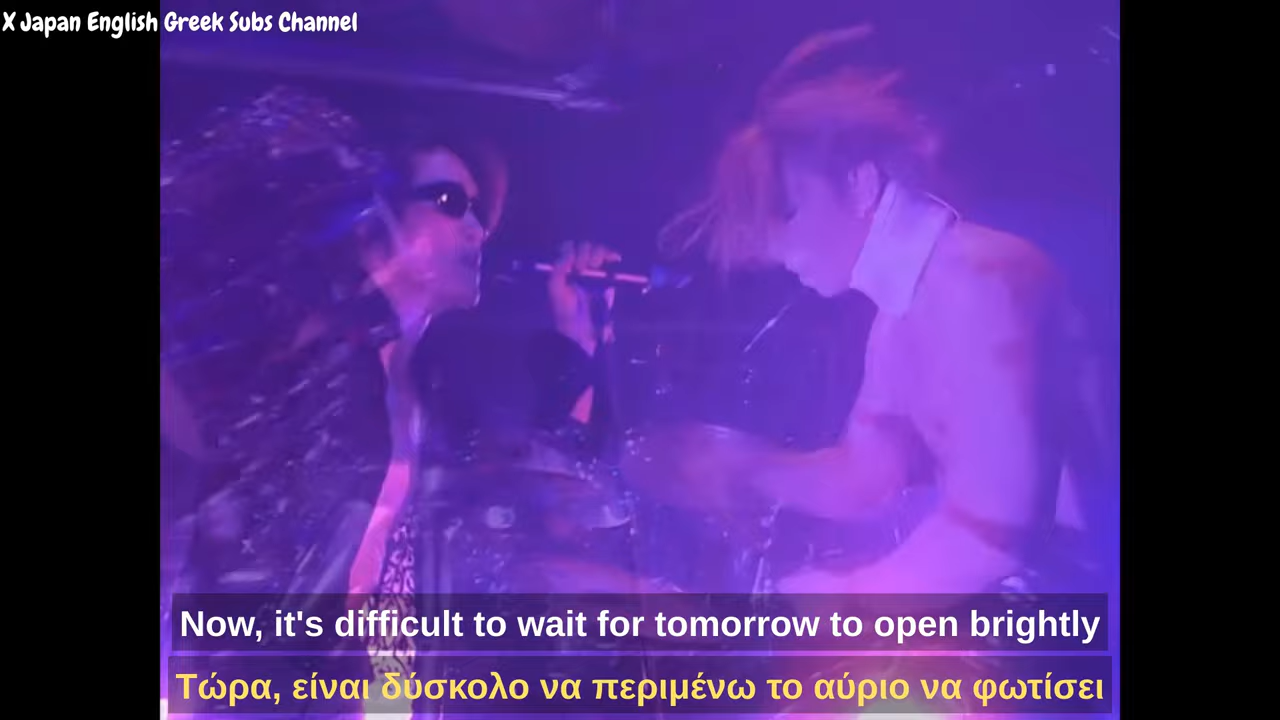 X Japan English Greek Subs Channel
Now, it's difficult to wait for tomorrow to open brightly
Τώρα, είναι δύσκολο να περιμένω το αύριο να φωτίσει